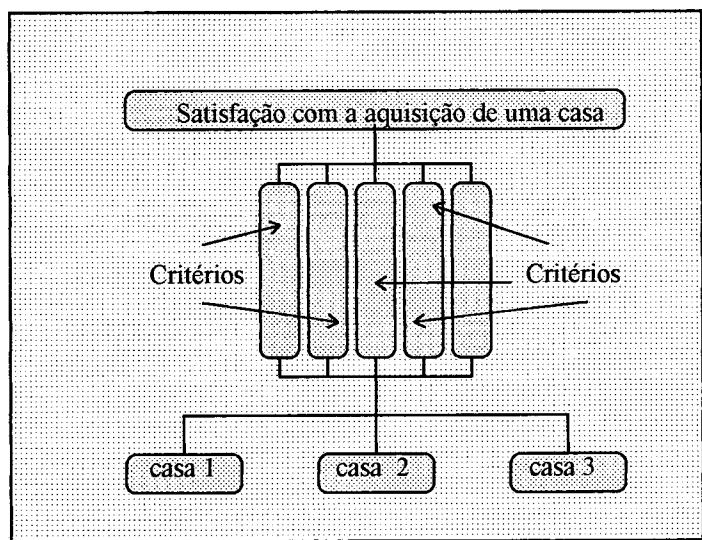 Satisfação com a aquisição de uma casa
Critérios
Critérios
casa 1
casa 2
casa 3